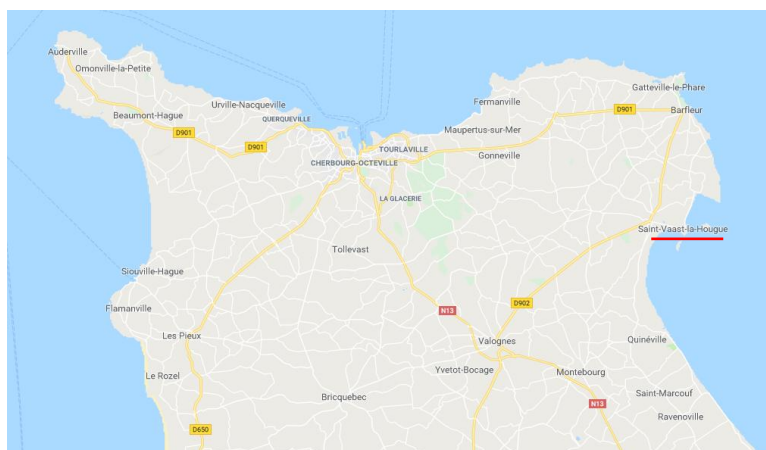 Auderville
Omonville-la-Petite
Gatteville-le-Phare
Urville-Nacqueville
Fermanville
D901
Barfleur
Beaumont-Hague
QUERQUEVILLE
Maupertus-sur-Mer
D901
D901
TOURLAVILLE
Gonneville
CHERBOURG-OCTEVILLE
LA GLACERIE
Saint-Vaast-la-Hougue
Tollevast
Siouville-Hague
D902
Flamanville
N13
Les Pieux
Valognes
Quinéville
Yvetot-Bocage
Montebourg
Le Rozel
Saint-Marcouf
Bricquebec
N13
Ravenoville
D650